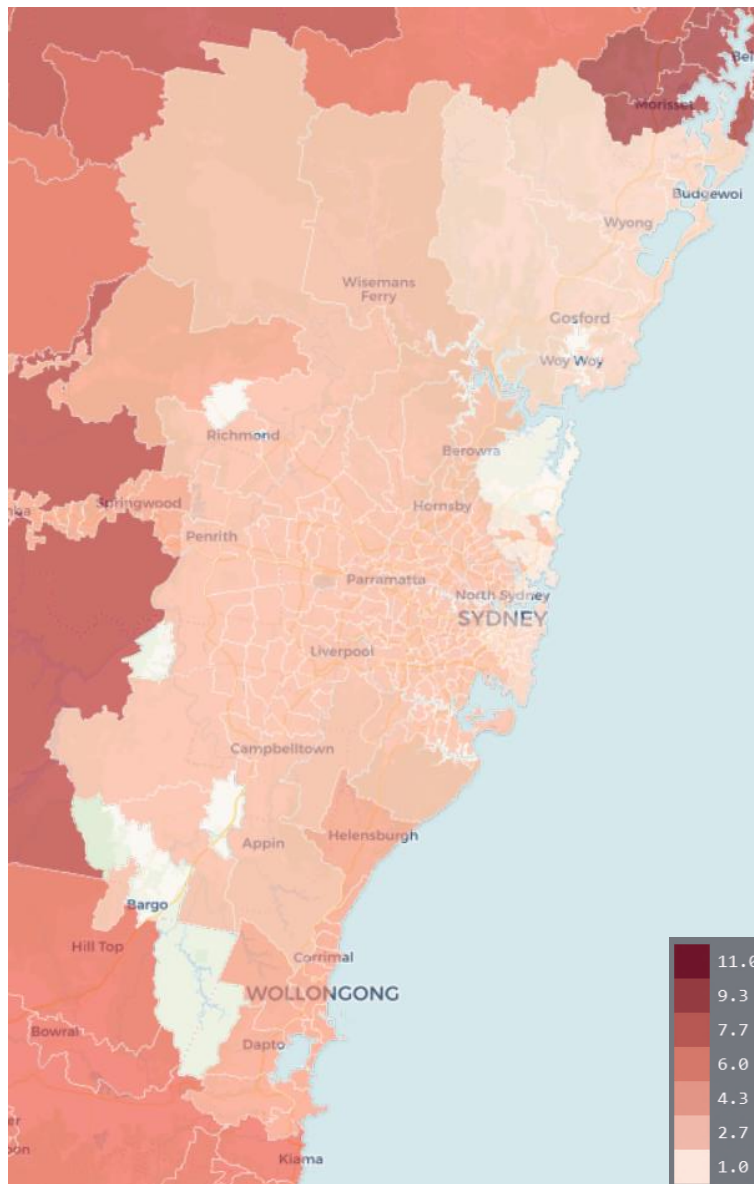 Morisset
Budgewoi
Wyong
Wisemans
Ferry
Gosford
Woy Woy
Richmond
Berowra
Springwood
Hornsby
Penrith
Parramatta
North Sydney
SYDNEY
Liverpool
Campbelltown
Helensburgh
Appin
Bargo
Hill Top
Corrimal
WOLLONGONG
Bowral
Dapto
Kiama
11.0
9.3
7.7
6.0
4.3
2.7
1.0